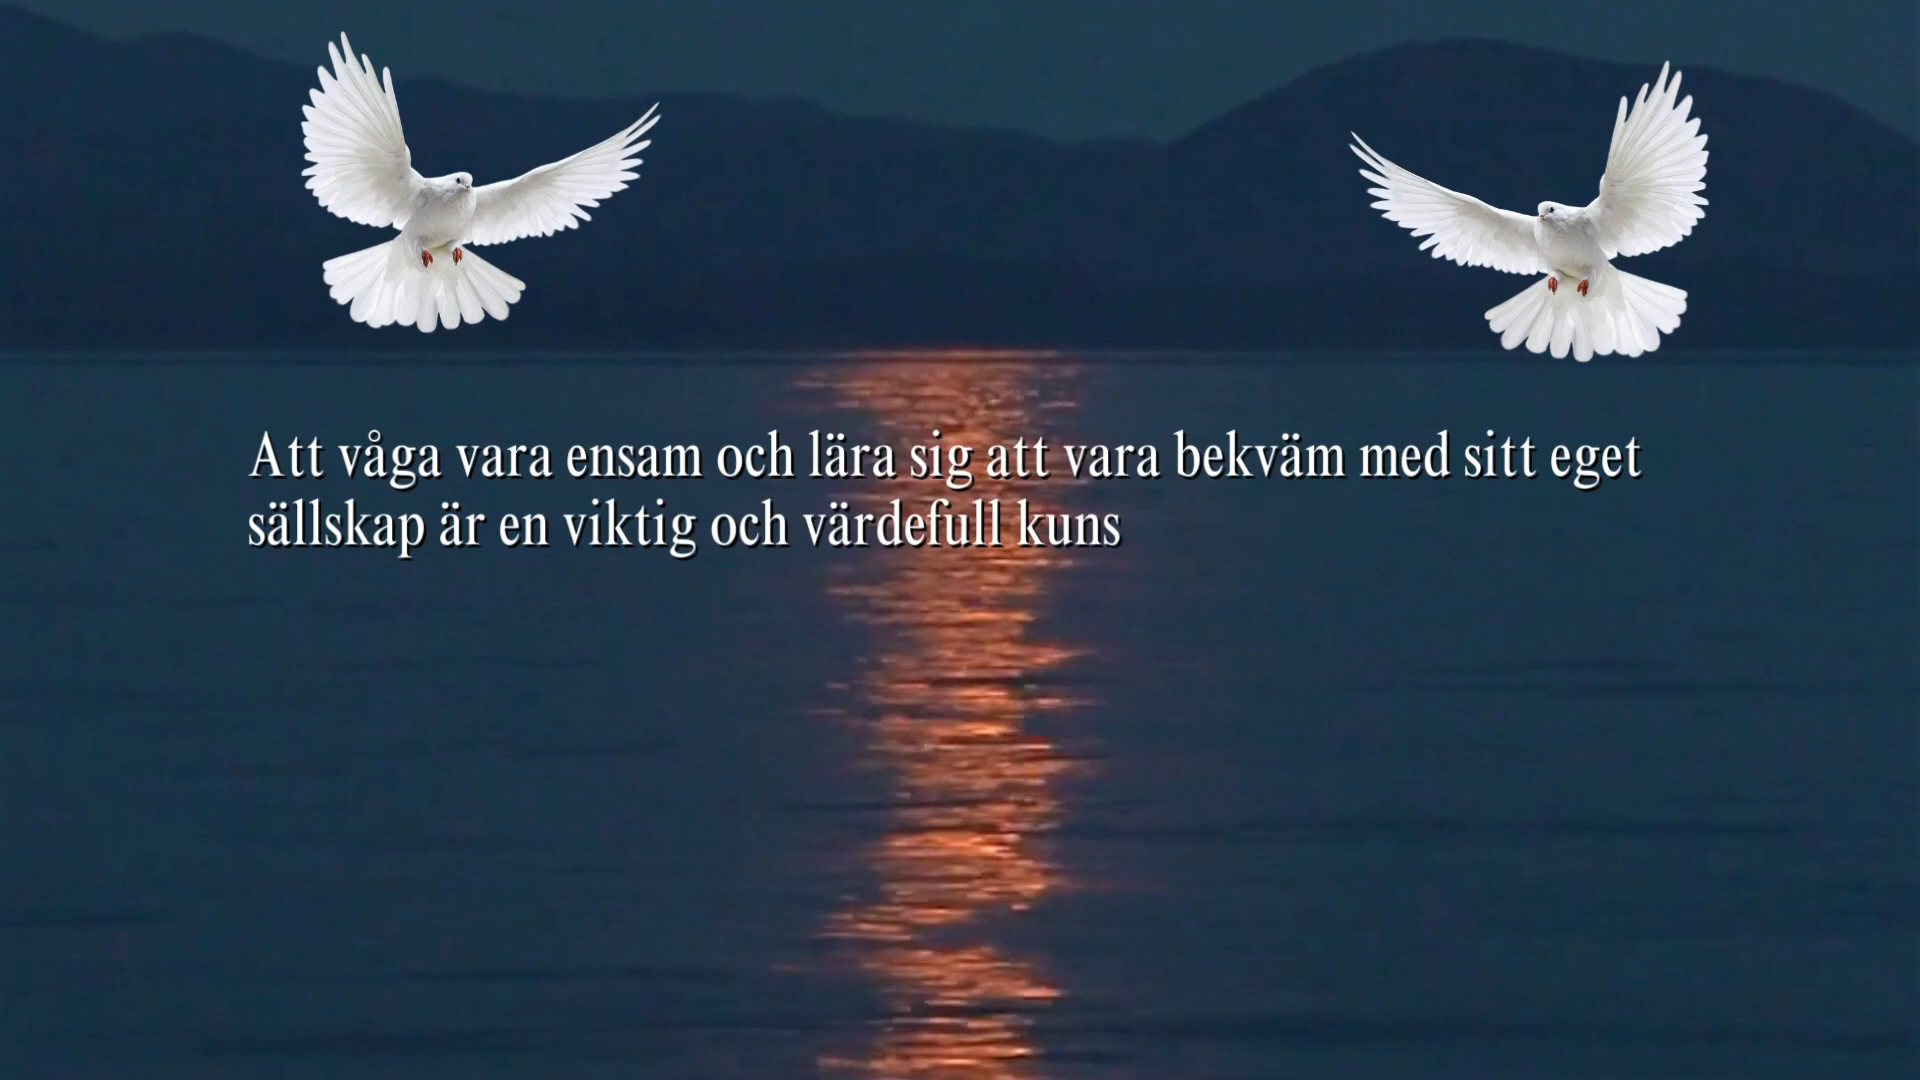 Att våga vara ensam och lära sig att vara bekväm med sitt eget
sällskap är en viktig och värdefull kuns